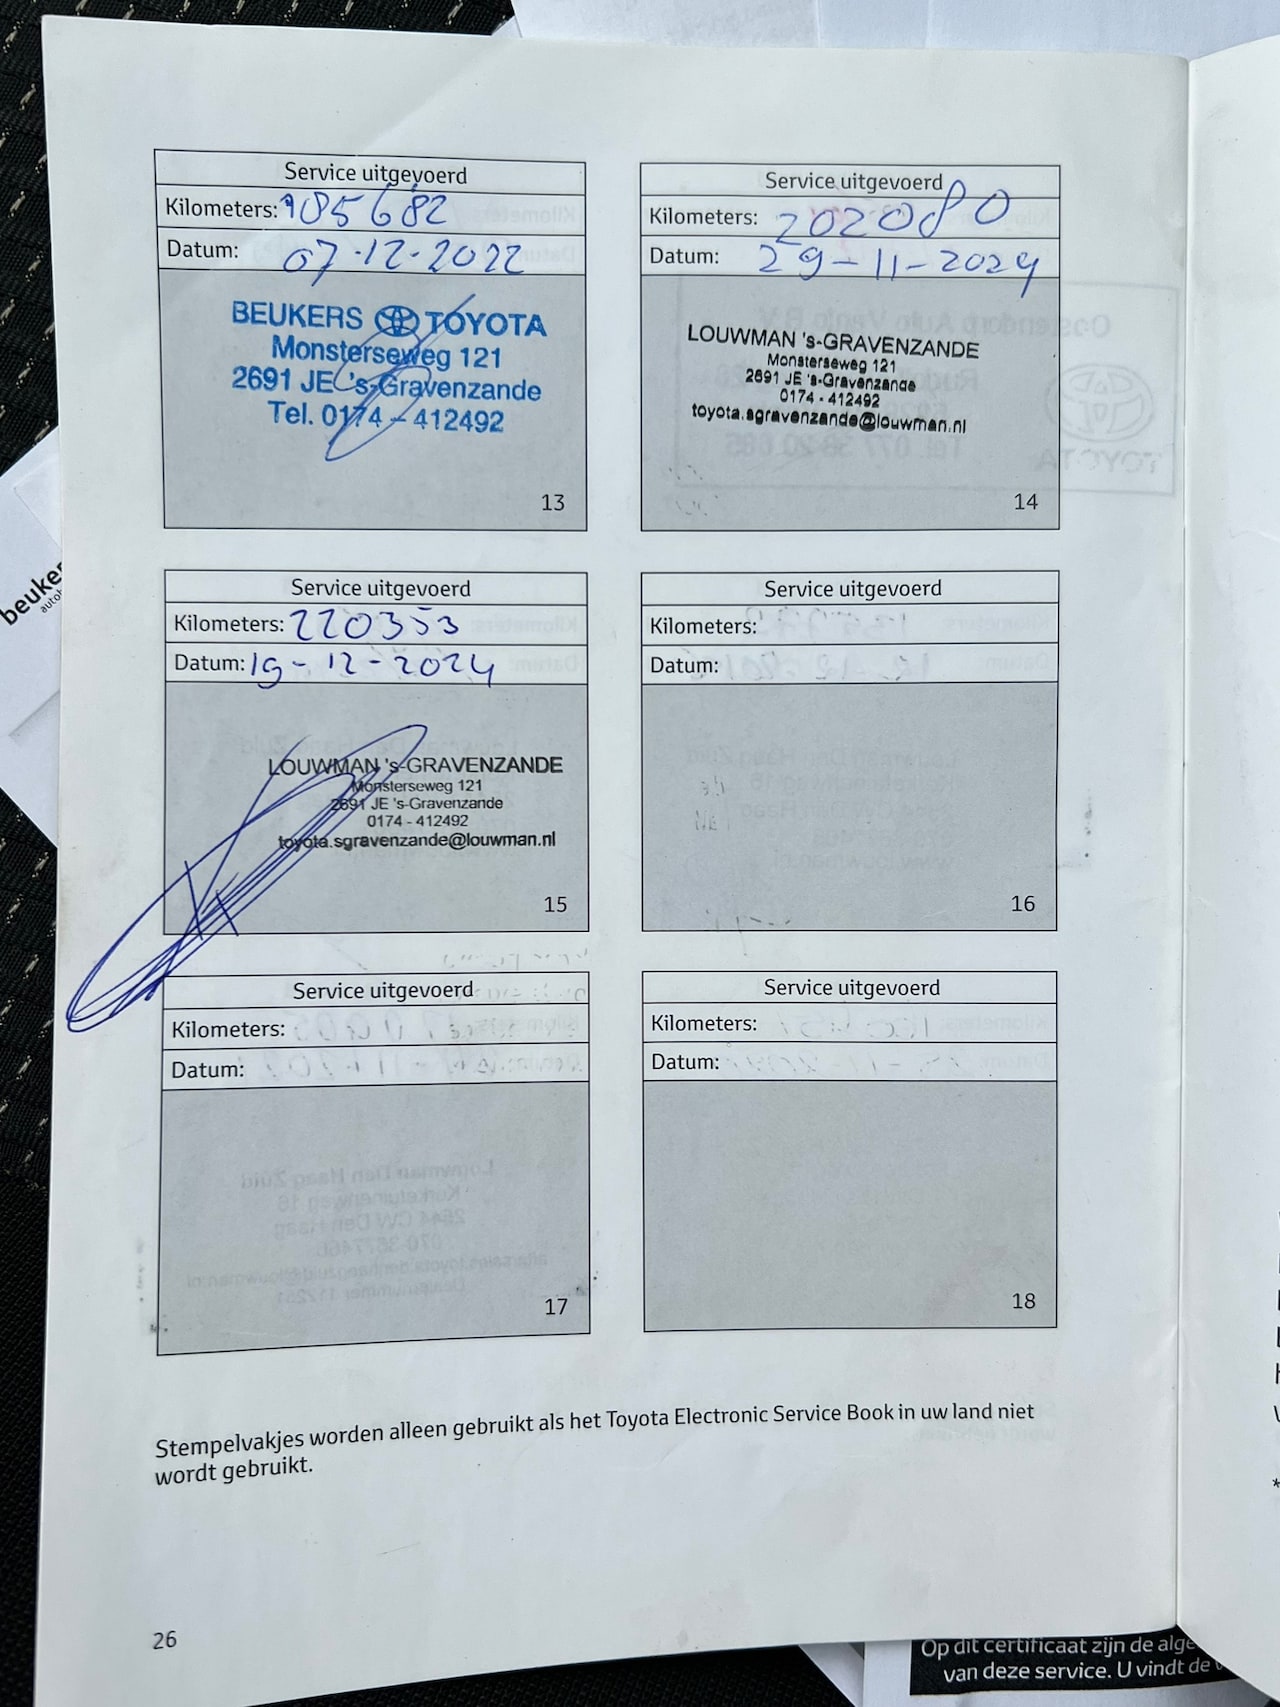 Service uitgevoerd
Kilometers: 185682
Datum: 07-12-2022
BEUKERS TOYOTA
Monsterseweg 121
2691 JE 's-Gravenzande
Tel. 0174 - 412492
13
Service uitgevoerd
Kilometers: 202080
Datum: 29-11-2024
LOUWMAN 's-GRAVENZANDE
Monsterseweg 121
2691 JE 's-Gravenzande
0174 - 412492
toyota.sgravenzande@louwman.nl
14
Service uitgevoerd
Kilometers: 220353
Datum: 19-12-2024
LOUWMAN 's-GRAVENZANDE
Monsterseweg 121
2691 JE 's-Gravenzande
0174 - 412492
toyota.sgravenzande@louwman.nl
15
Service uitgevoerd
Kilometers:
Datum:
16
Service uitgevoerd
Kilometers:
Datum:
17
Service uitgevoerd
Kilometers:
Datum:
18
Stempelvakjes worden alleen gebruikt als het Toyota Electronic Service Book in uw land niet
wordt gebruikt.
26
Op dit certificaat zijn de alge
van deze service. U vindt de